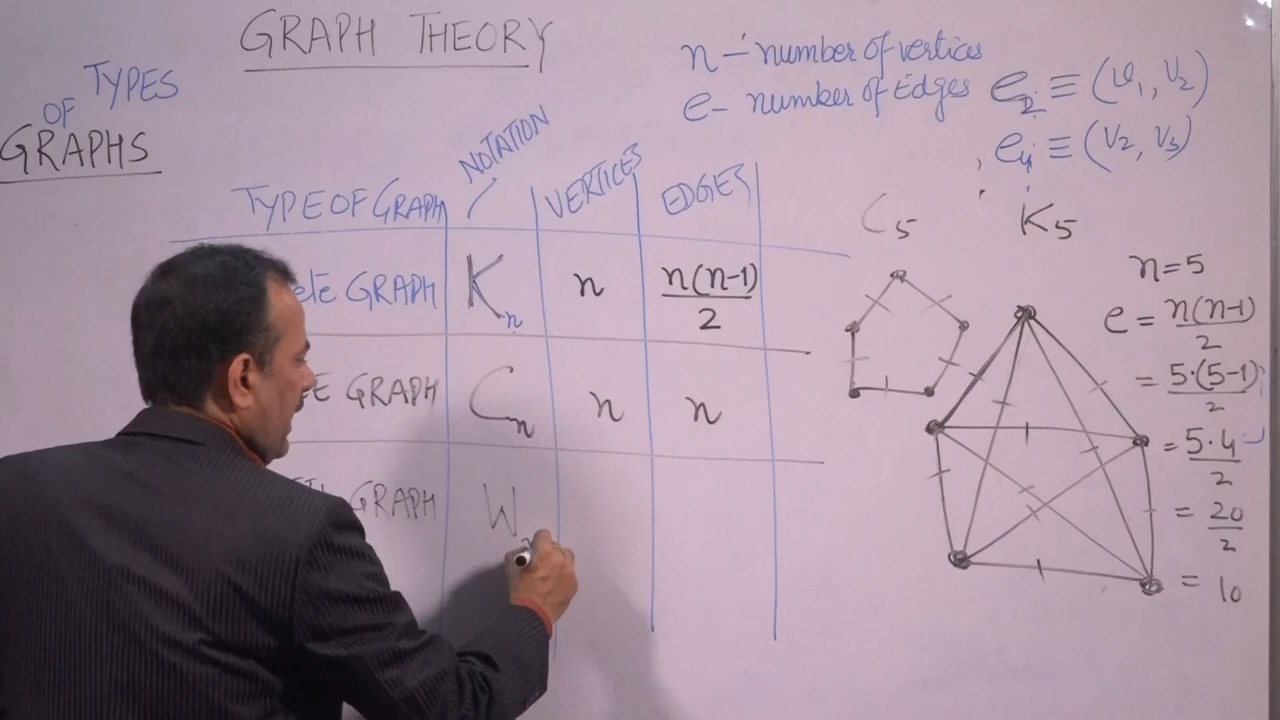 GRAPH THEORY
TYPES
OF
GRAPHS
n – number of vertices
e – number of Edges
e₂ ≡ (v₁, v₂)
e₄ ≡ (v₂, v₃)
TYPE OF GRAPH NOTATION VERTICES EDGES
GRAPH Kₙ n n(n-1)/2
GRAPH Cₙ n n
GRAPH W
C₅
K₅
n=5
e = n(n-1)/2
= 5·(5-1)/2
= 5·4/2
= 20/2
= 10